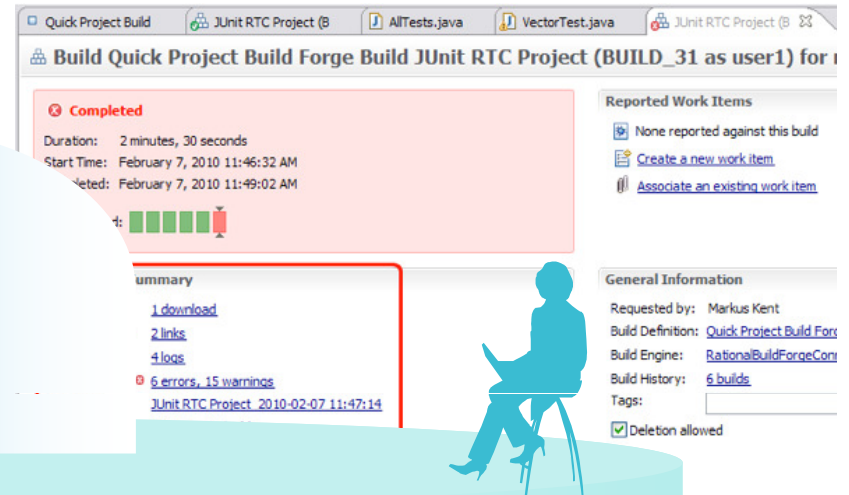 Quick Project Build
JUnit RTC Project (B
AllTests.java
VectorTest.java
JUnit RTC Project (B
Build Quick Project Build Forge Build JUnit RTC Project (BUILD_31 as user1) for
Completed
Duration: 2 minutes, 30 seconds
Start Time: February 7, 2010 11:46:32 AM
leted: February 7, 2010 11:49:02 AM
Reported Work Items
None reported against this build
Create a new work item
Associate an existing work item
ummary
1 download
2 links
4 logs
6 errors, 15 warnings
JUnit RTC Project_2010-02-07 11:47:14
General Information
Requested by: Markus Kent
Build Definition: Quick Project Build Forg
Build Engine: RationalBuildForgeConn
Build History: 6 builds
Tags:
Deletion allowed